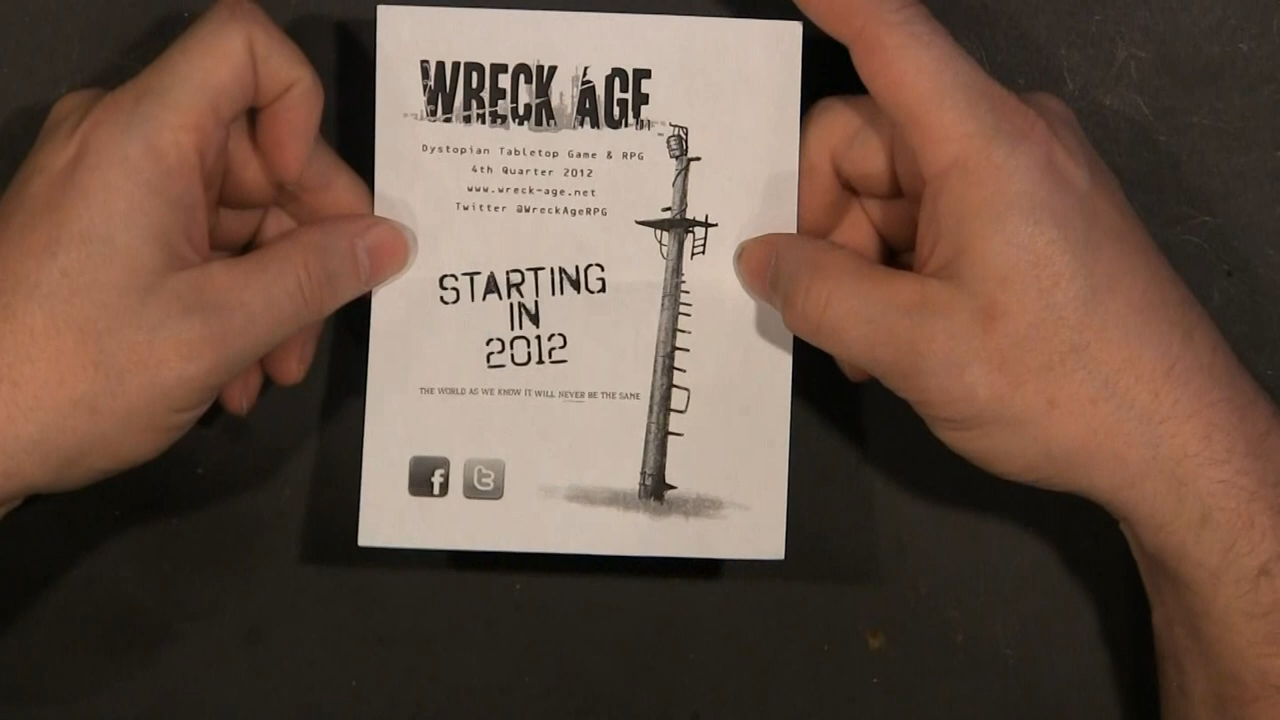 WRECK AGE
Dystopian Tabletop Game & RPG
4th Quarter 2012
www.wreck-age.net
Twitter @WreckAgeRPG
STARTING
IN
2012
THE WORLD AS WE KNOW IT WILL NEVER BE THE SAME
f t